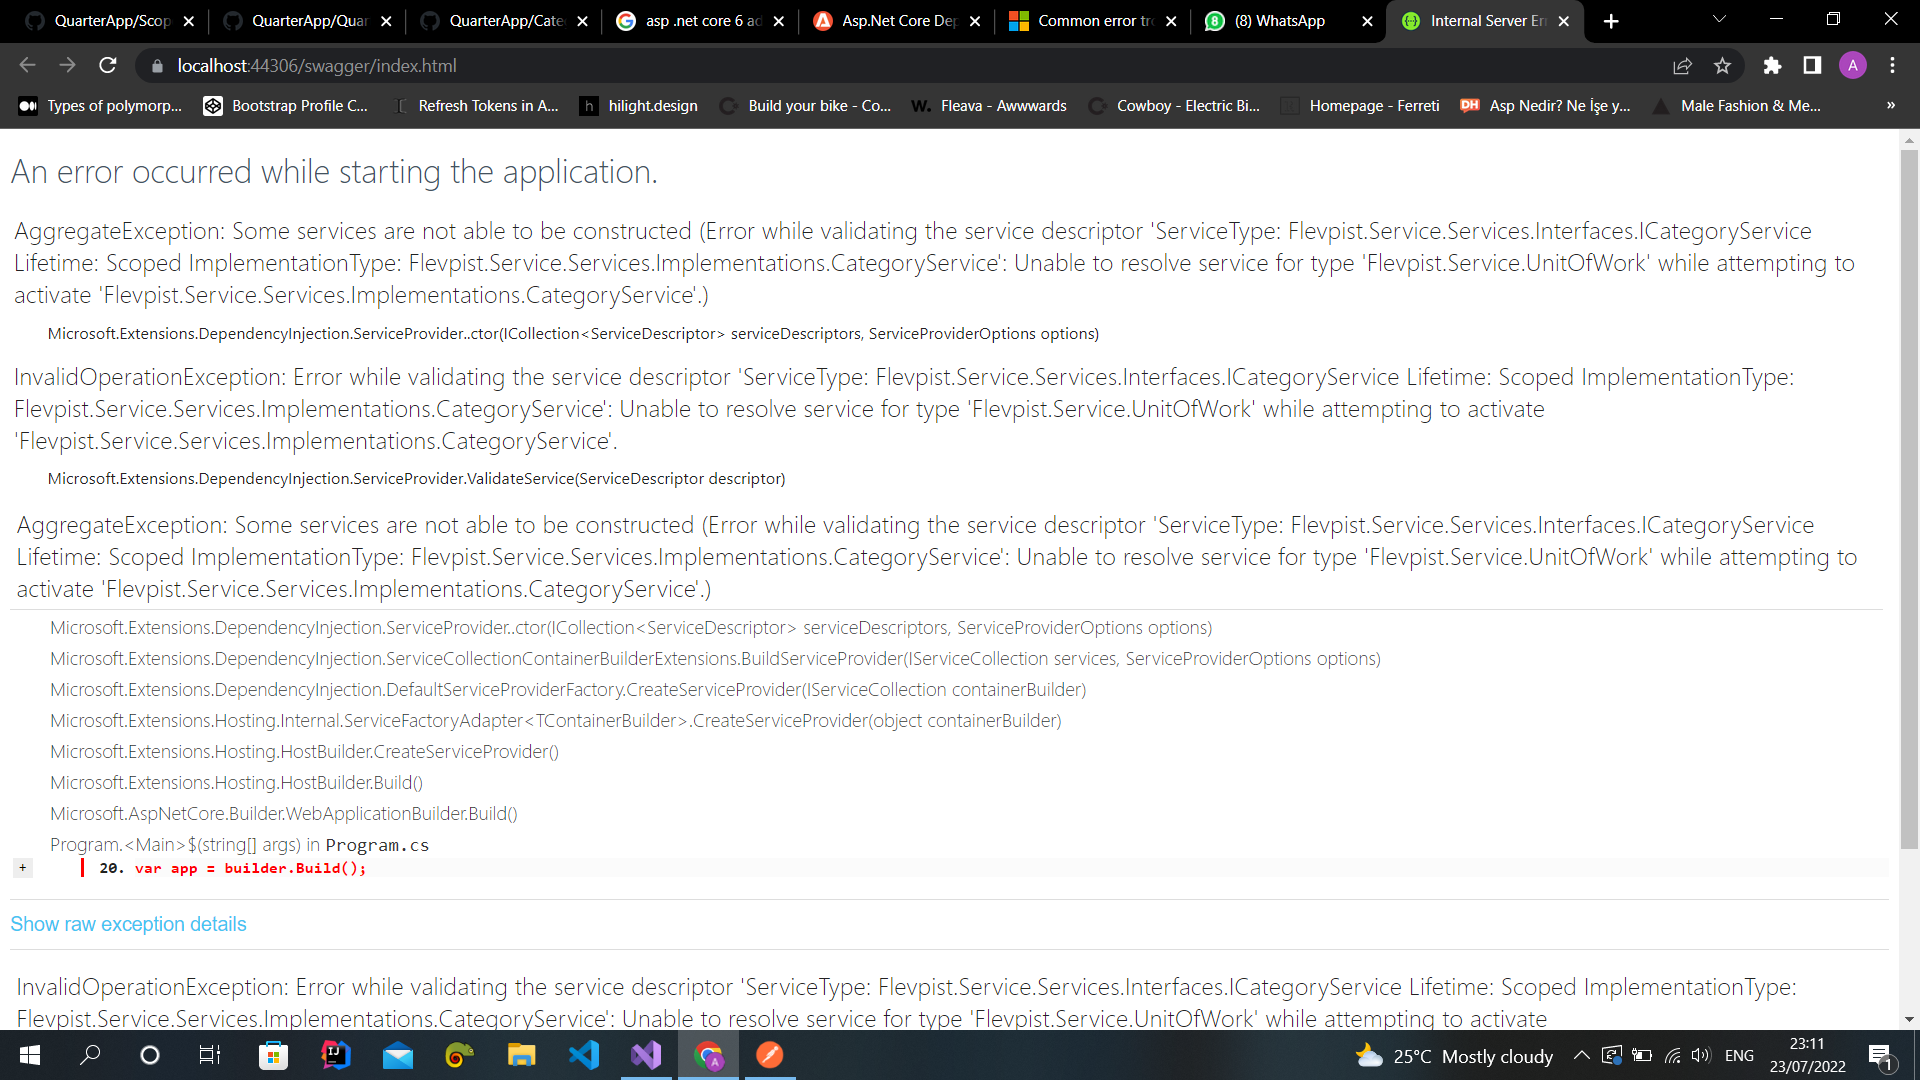 QuarterApp/Scop
QuarterApp/Quar
QuarterApp/Cate
asp .net core 6 ad
Asp.Net Core Dep
Common error tro
(8) WhatsApp
Internal Server Err
localhost:44306/swagger/index.html
A
Types of polymorp...
Bootstrap Profile C...
Refresh Tokens in A...
hilight.design
Build your bike - Co...
Fleava - Awwwards
Cowboy - Electric Bi...
Homepage - Ferreti
Asp Nedir? Ne İşe y...
Male Fashion & Me...
»
An error occurred while starting the application.
AggregateException: Some services are not able to be constructed (Error while validating the service descriptor 'ServiceType: Flevpist.Service.Services.Interfaces.ICategoryService
Lifetime: Scoped ImplementationType: Flevpist.Service.Services.Implementations.CategoryService': Unable to resolve service for type 'Flevpist.Service.UnitOfWork' while attempting to
activate 'Flevpist.Service.Services.Implementations.CategoryService'.)
Microsoft.Extensions.DependencyInjection.ServiceProvider..ctor(ICollection<ServiceDescriptor> serviceDescriptors, ServiceProviderOptions options)
InvalidOperationException: Error while validating the service descriptor 'ServiceType: Flevpist.Service.Services.Interfaces.ICategoryService Lifetime: Scoped ImplementationType:
Flevpist.Service.Services.Implementations.CategoryService': Unable to resolve service for type 'Flevpist.Service.UnitOfWork' while attempting to activate
'Flevpist.Service.Services.Implementations.CategoryService'.
Microsoft.Extensions.DependencyInjection.ServiceProvider.ValidateService(ServiceDescriptor descriptor)
AggregateException: Some services are not able to be constructed (Error while validating the service descriptor 'ServiceType: Flevpist.Service.Services.Interfaces.ICategoryService
Lifetime: Scoped ImplementationType: Flevpist.Service.Services.Implementations.CategoryService': Unable to resolve service for type 'Flevpist.Service.UnitOfWork' while attempting to
activate 'Flevpist.Service.Services.Implementations.CategoryService'.)
Microsoft.Extensions.DependencyInjection.ServiceProvider..ctor(ICollection<ServiceDescriptor> serviceDescriptors, ServiceProviderOptions options)
Microsoft.Extensions.DependencyInjection.ServiceCollectionContainerBuilderExtensions.BuildServiceProvider(IServiceCollection services, ServiceProviderOptions options)
Microsoft.Extensions.DependencyInjection.DefaultServiceProviderFactory.CreateServiceProvider(IServiceCollection containerBuilder)
Microsoft.Extensions.Hosting.Internal.ServiceFactoryAdapter<TContainerBuilder>.CreateServiceProvider(object containerBuilder)
Microsoft.Extensions.Hosting.HostBuilder.CreateServiceProvider()
Microsoft.Extensions.Hosting.HostBuilder.Build()
Microsoft.AspNetCore.Builder.WebApplicationBuilder.Build()
Program.<Main>$(string[] args) in Program.cs
+ 20. var app = builder.Build();
Show raw exception details
InvalidOperationException: Error while validating the service descriptor 'ServiceType: Flevpist.Service.Services.Interfaces.ICategoryService Lifetime: Scoped ImplementationType:
Flevpist.Service.Services.Implementations.CategoryService': Unable to resolve service for type 'Flevpist.Service.UnitOfWork' while attempting to activate
25°C Mostly cloudy
ENG
23:11
23/07/2022
1